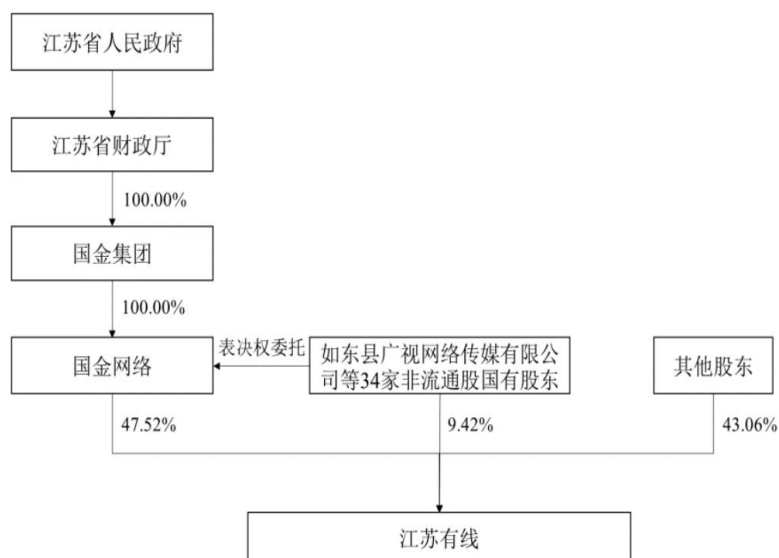 江苏省人民政府
江苏省财政厅
100.00%
国金集团
100.00%
国金网络
表决权委托
如东县广视网络传媒有限公
司等34家非流通股国有股东
其他股东
47.52%
9.42%
43.06%
江苏有线